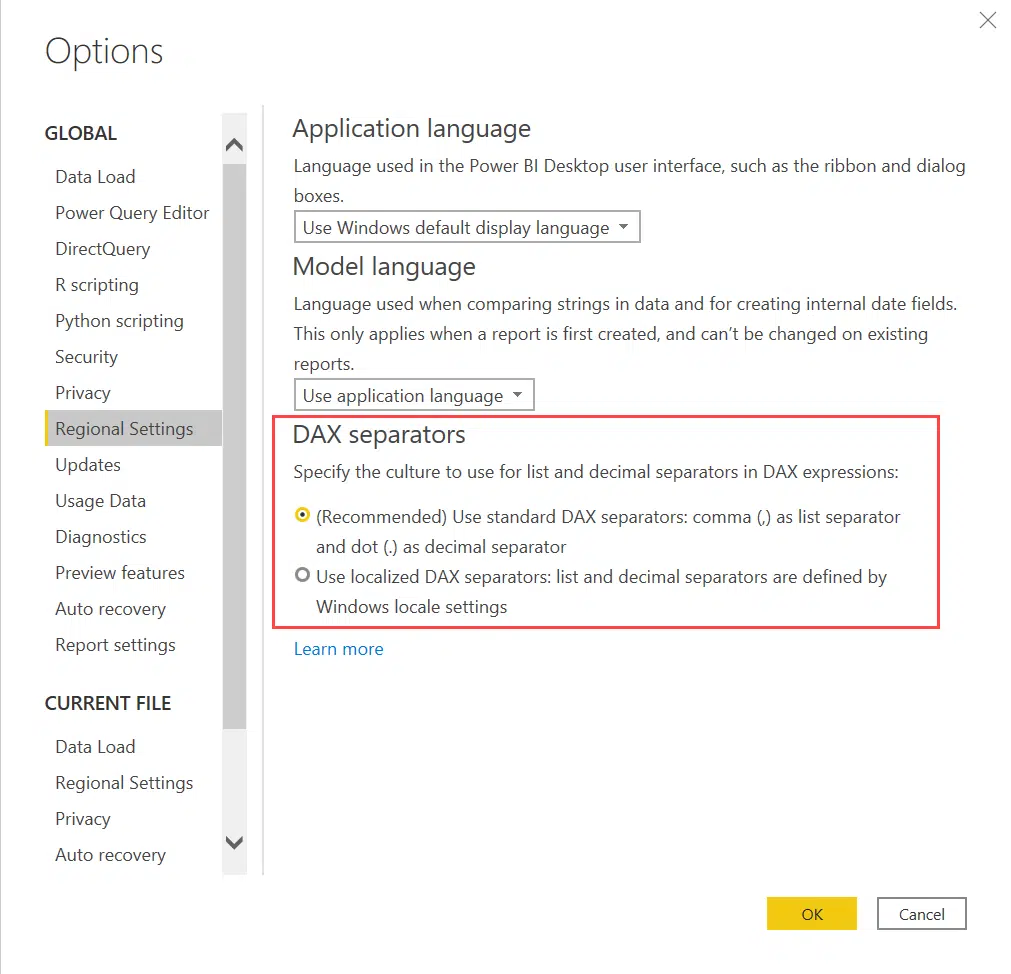 Options
GLOBAL
Data Load
Power Query Editor
DirectQuery
R scripting
Python scripting
Security
Privacy
Regional Settings
Updates
Usage Data
Diagnostics
Preview features
Auto recovery
Report settings
CURRENT FILE
Data Load
Regional Settings
Privacy
Auto recovery
Application language
Language used in the Power BI Desktop user interface, such as the ribbon and dialog
boxes.
Use Windows default display language
Model language
Language used when comparing strings in data and for creating internal date fields.
This only applies when a report is first created, and can’t be changed on existing
reports.
Use application language
DAX separators
Specify the culture to use for list and decimal separators in DAX expressions:
(Recommended) Use standard DAX separators: comma (,) as list separator
and dot (.) as decimal separator
Use localized DAX separators: list and decimal separators are defined by
Windows locale settings
Learn more
OK
Cancel